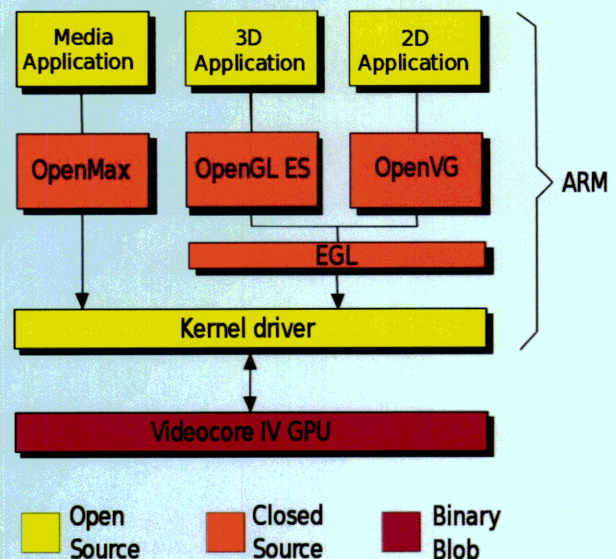 Media
Application
3D
Application
2D
Application
OpenMax
OpenGL ES
OpenVG
ARM
EGL
Kernel driver
Videocore IV GPU
Open
Source
Closed
Source
Binary
Blob